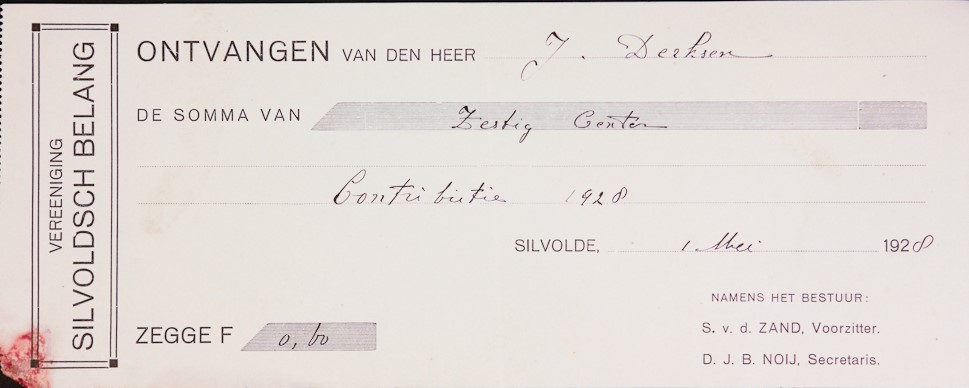 VEREENIGING
SILVOLDSCH BELANG
ONTVANGEN VAN DEN HEER J. Derksen
DE SOMMA VAN Zestig Centen
Contributie 1928
SILVOLDE, 1 Mei 1928
NAMENS HET BESTUUR:
ZEGGE F 0,60
S. v. d. ZAND, Voorzitter.
D. J. B. NOIJ, Secretaris.